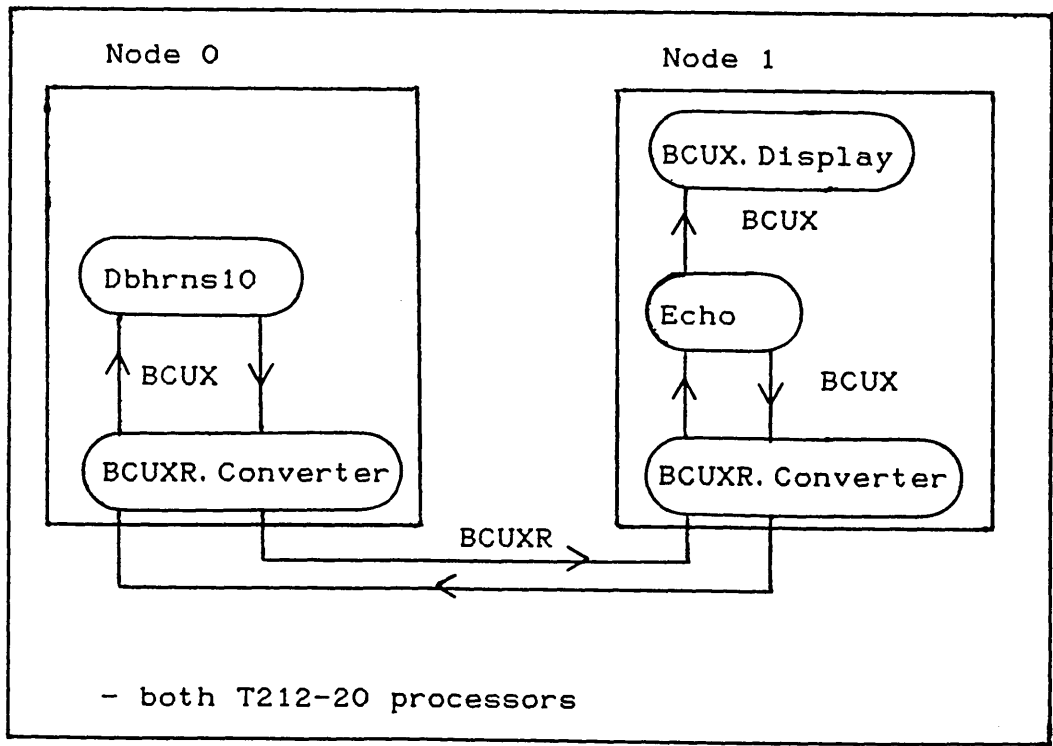 Node 0
Node 1
BCUX. Display
BCUX
Dbhrns10
Echo
BCUX
BCUX
BCUXR. Converter
BCUXR. Converter
BCUXR
- both T212-20 processors